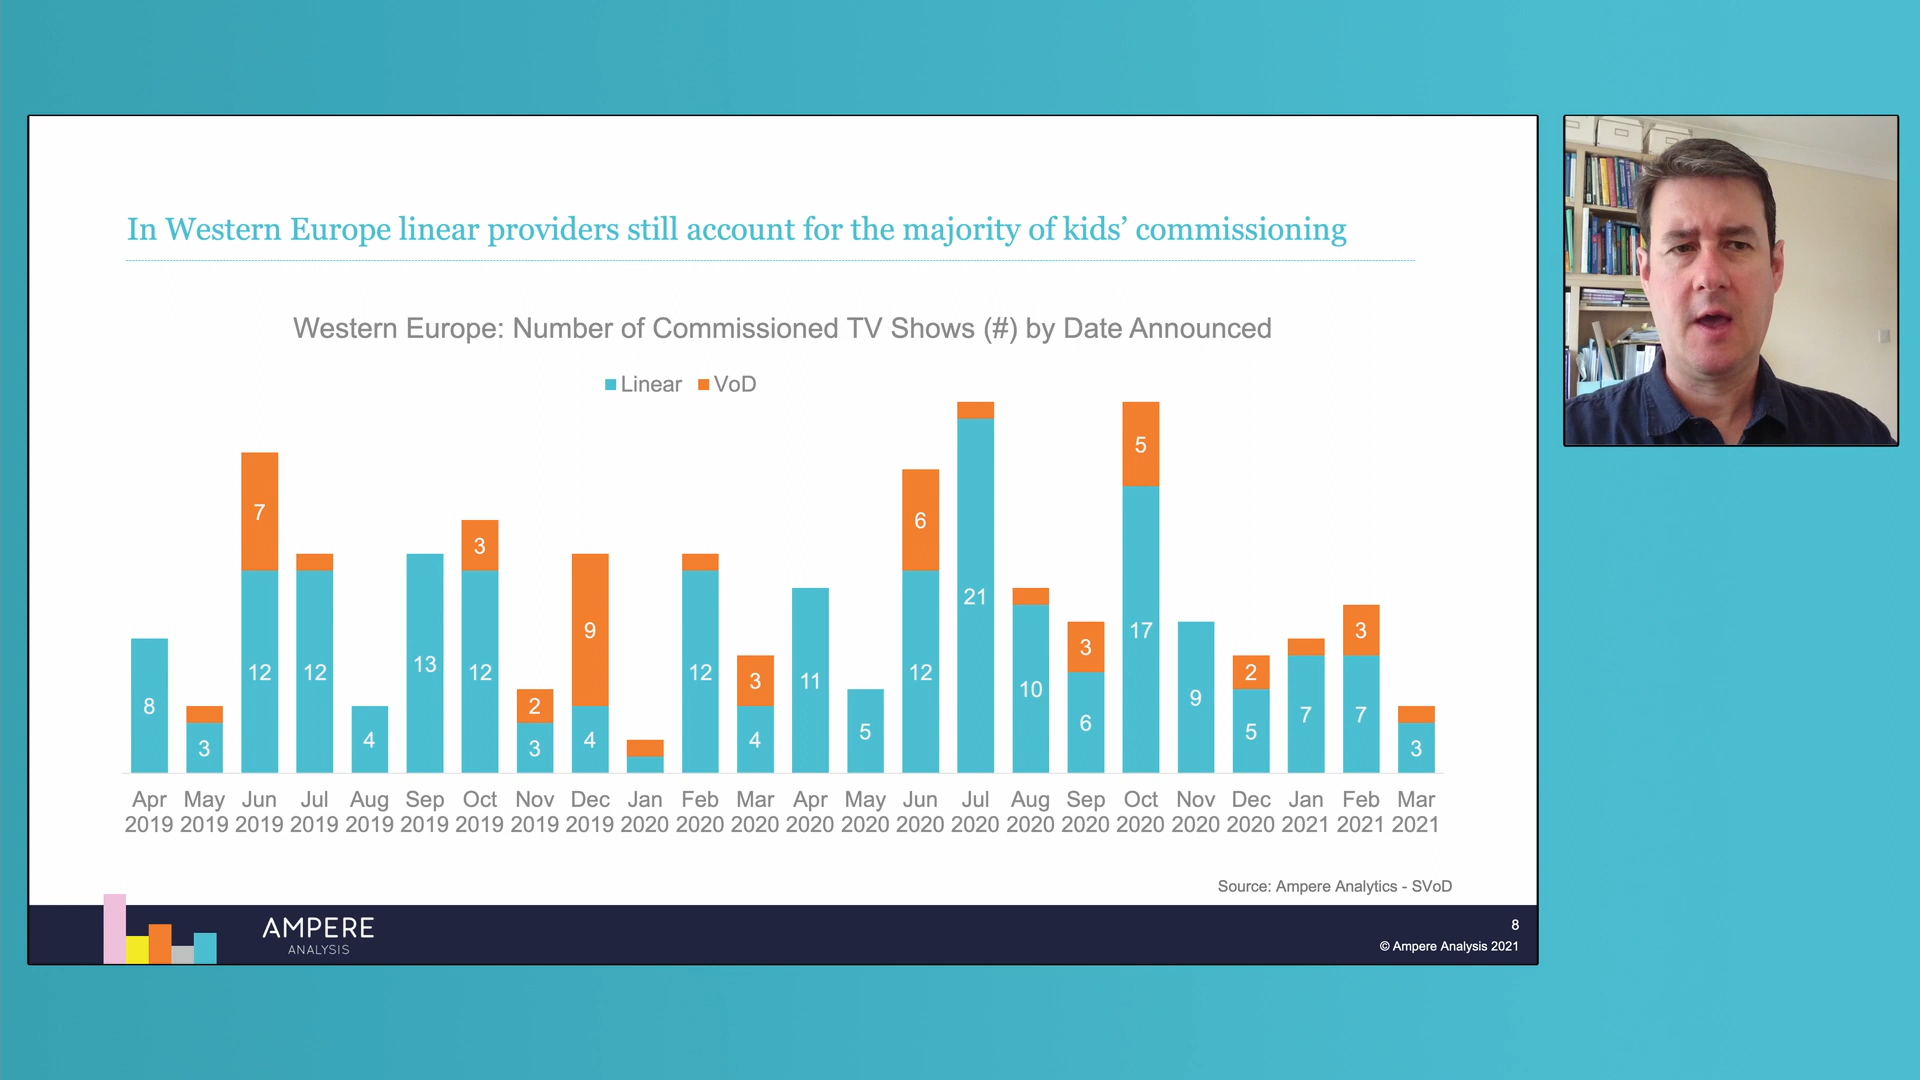 In Western Europe linear providers still account for the majority of kids’ commissioning
Western Europe: Number of Commissioned TV Shows (#) by Date Announced
Linear VoD
7 3 9 3 6 3 5 2 3
8 3 12 12 4 13 12 2 3 4 12 4 11 5 12 21 10 6 17 9 5 7 7 3
Apr May Jun Jul Aug Sep Oct Nov Dec Jan Feb Mar Apr May Jun Jul Aug Sep Oct Nov Dec Jan Feb Mar
2019 2019 2019 2019 2019 2019 2019 2019 2019 2020 2020 2020 2020 2020 2020 2020 2020 2020 2020 2020 2020 2021 2021 2021
Source: Ampere Analytics - SVoD
AMPERE
ANALYSIS
8
© Ampere Analysis 2021